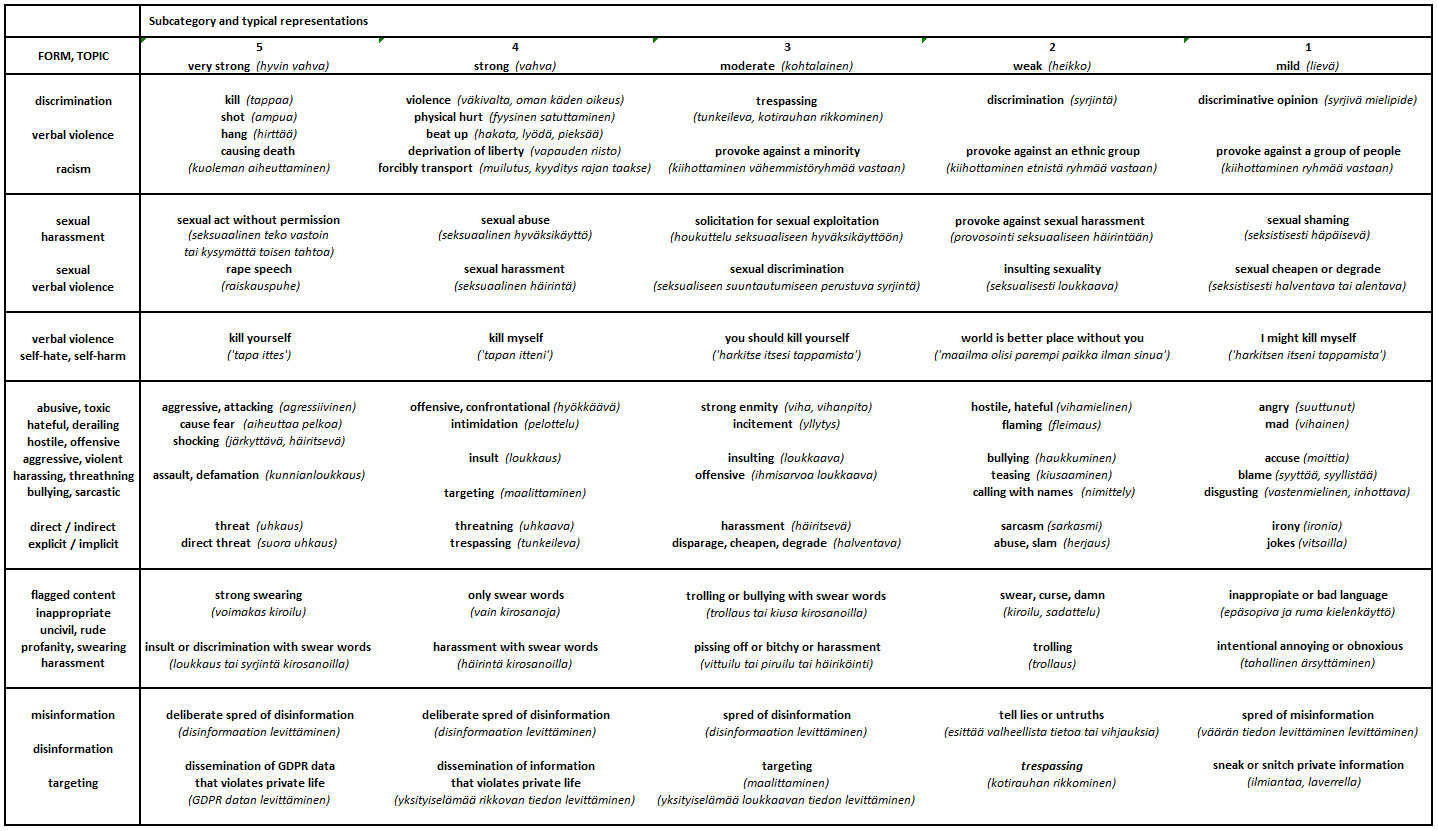 Subcategory and typical representations
FORM, TOPIC
5
very strong (hyvin vahva)
4
strong (vahva)
3
moderate (kohtalainen)
2
weak (heikko)
1
mild (lievä)
discrimination
verbal violence
racism
kill (tappaa)
shot (ampua)
hang (hirttää)
causing death
(kuoleman aiheuttaminen)
violence (väkivalta, oman käden oikeus)
physical hurt (fyysinen satuttaminen)
beat up (hakata, lyödä, pieksää)
deprivation of liberty (vapauden riisto)
forcibly transport (muilutus, kyyditys rajan taakse)
trespassing
(tunkeileva, kotirauhan rikkominen)
provoke against a minority
(kiihottaminen vähemmistöryhmää vastaan)
discrimination (syrjintä)
provoke against an ethnic group
(kiihottaminen etnistä ryhmää vastaan)
discriminative opinion (syrjivä mielipide)
provoke against a group of people
(kiihottaminen ryhmää vastaan)
sexual
harassment
sexual
verbal violence
sexual act without permission
(seksuaalinen teko vastoin
tai kysymättä toisen tahtoa)
rape speech
(raiskauspuhe)
sexual abuse
(seksuaalinen hyväksikäyttö)
sexual harassment
(seksuaalinen häirintä)
solicitation for sexual exploitation
(houkuttelu seksuaaliseen hyväksikäyttöön)
sexual discrimination
(seksualiseen suuntautumiseen perustuva syrjintä)
provoke against sexual harassment
(provosointi seksuaaliseen häirintään)
insulting sexuality
(seksualisesti loukkaava)
sexual shaming
(seksistisesti häpäisevä)
sexual cheapen or degrade
(seksistisesti halventava tai alentava)
verbal violence
self-hate, self-harm
kill yourself
('tapa ittes')
kill myself
('tapan itteni')
you should kill yourself
('harkitse itsesi tappamista')
world is better place without you
('maailma olisi parempi paikka ilman sinua')
I might kill myself
('harkitsen itseni tappamista')
abusive, toxic
hateful, derailing
hostile, offensive
aggressive, violent
harassing, threathning
bullying, sarcastic
direct / indirect
explicit / implicit
aggressive, attacking (agressiivinen)
cause fear (aiheuttaa pelkoa)
shocking (järkyttävä, häiritsevä)
assault, defamation (kunnianloukkaus)
threat (uhkaus)
direct threat (suora uhkaus)
offensive, confrontational (hyökkäävä)
intimidation (pelottelu)
insult (loukkaus)
targeting (maalittaminen)
threatning (uhkaava)
trespassing (tunkeileva)
strong enmity (viha, vihanpito)
incitement (yllytys)
insulting (loukkaava)
offensive (ihmisarvoa loukkaava)
harassment (häiritsevä)
disparage, cheapen, degrade (halventava)
hostile, hateful (vihamielinen)
flaming (fleimaus)
bullying (haukkuminen)
teasing (kiusaaminen)
calling with names (nimittely)
sarcasm (sarkasmi)
abuse, slam (herjaus)
angry (suuttunut)
mad (vihainen)
accuse (moittia)
blame (syyttää, syyllistää)
disgusting (vastenmielinen, inhottava)
irony (ironia)
jokes (vitsailla)
flagged content
inappropriate
uncivil, rude
profanity, swearing
harassment
strong swearing
(voimakas kiroilu)
insult or discrimination with swear words
(loukkaus tai syrjintä kirosanoilla)
only swear words
(vain kirosanoja)
harassment with swear words
(häirintä kirosanoilla)
trolling or bullying with swear words
(trollaus tai kiusa kirosanoilla)
pissing off or bitchy or harassment
(vittuilu tai piruilu tai häiriköinti)
swear, curse, damn
(kiroilu, sadattelu)
trolling
(trollaus)
inappropiate or bad language
(epäsopiva ja ruma kielenkäyttö)
intentional annoying or obnoxious
(tahallinen ärsyttäminen)
misinformation
disinformation
targeting
deliberate spred of disinformation
(disinformaation levittäminen)
dissemination of GDPR data
that violates private life
(GDPR datan levittäminen)
deliberate spred of disinformation
(disinformaation levittäminen)
dissemination of information
that violates private life
(yksityiselämää rikkovan tiedon levittäminen)
spred of disinformation
(disinformaation levittäminen)
targeting
(maalittaminen)
(yksityiselämää loukkaavan tiedon levittäminen)
tell lies or untruths
(esittää valheellista tietoa tai vihjauksia)
trespassing
(kotirauhan rikkominen)
spred of misinformation
(väärän tiedon levittäminen levittäminen)
sneak or snitch private information
(ilmiantaa, laverrella)